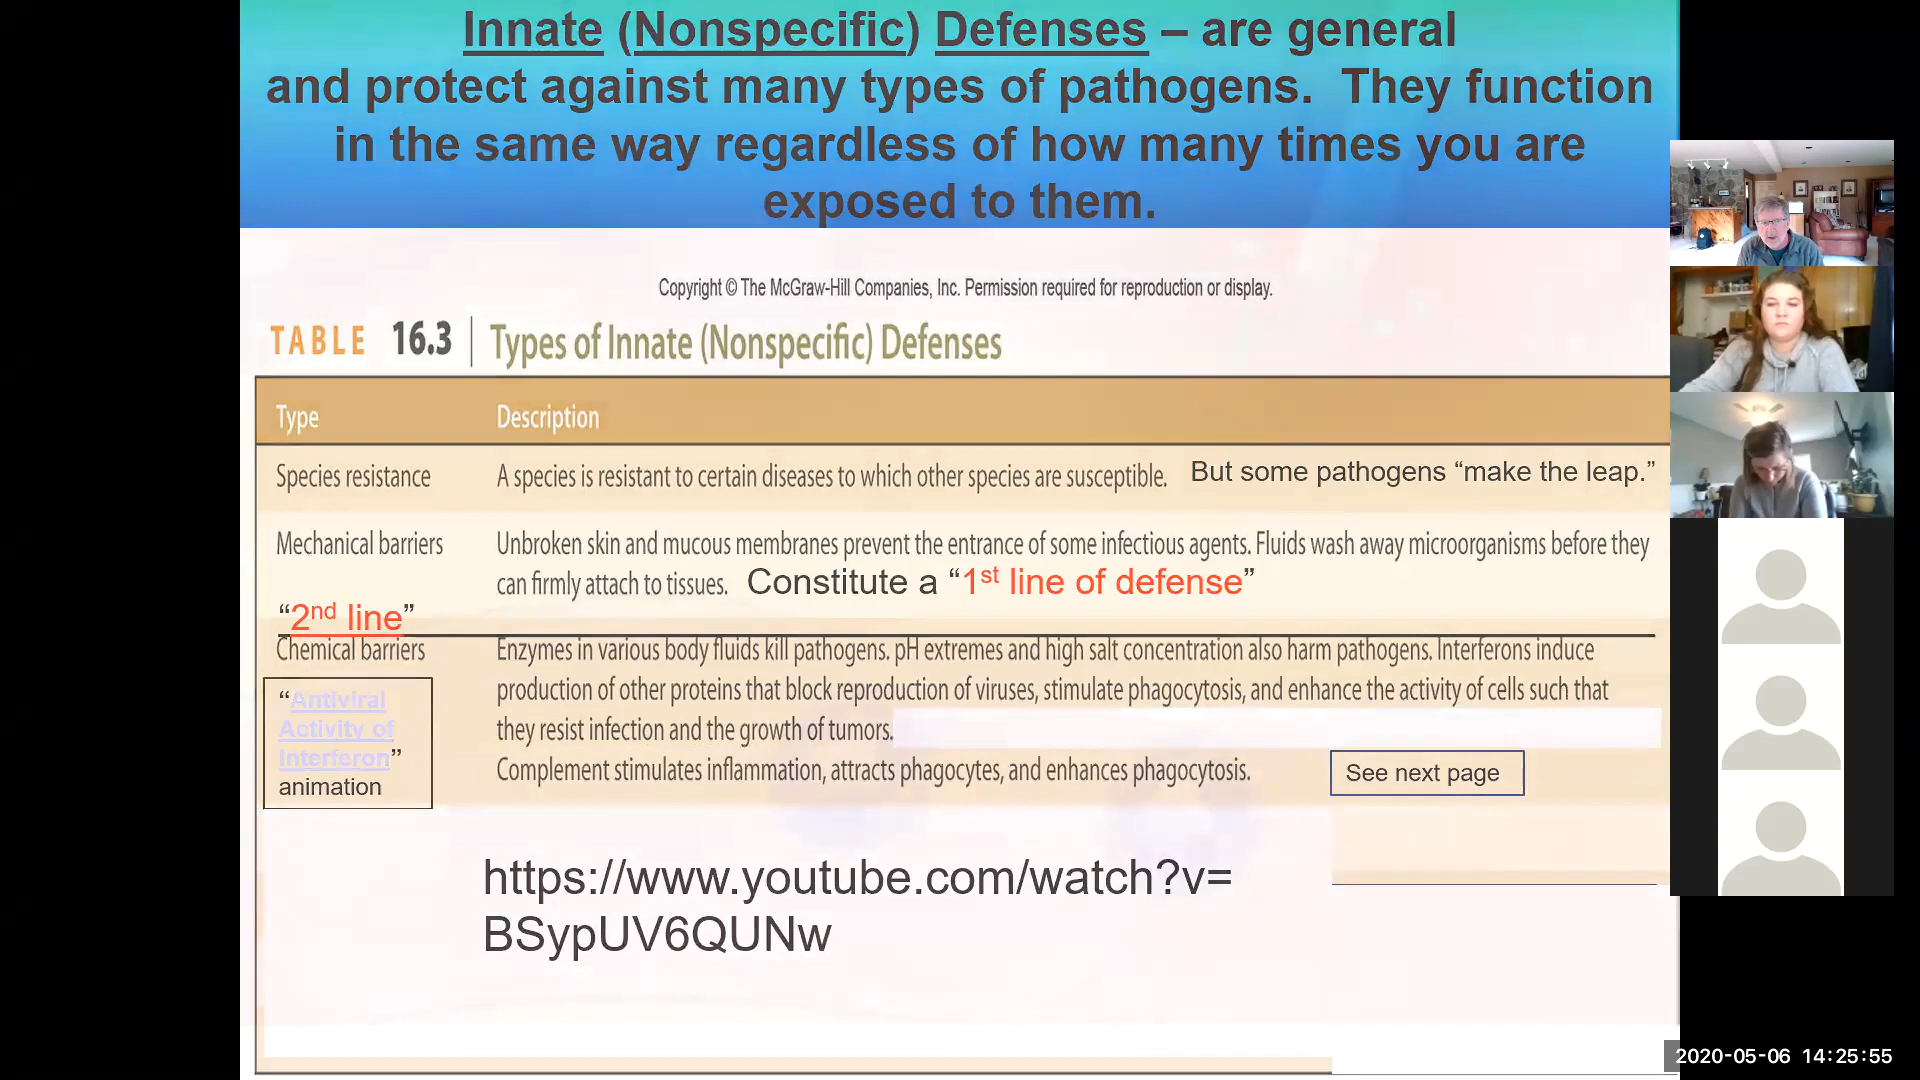 Innate (Nonspecific) Defenses – are general
and protect against many types of pathogens. They function
in the same way regardless of how many times you are
exposed to them.
Copyright © The McGraw-Hill Companies, Inc. Permission required for reproduction or display.
TABLE 16.3 | Types of Innate (Nonspecific) Defenses
Type Description
Species resistance A species is resistant to certain diseases to which other species are susceptible. But some pathogens “make the leap.”
Mechanical barriers Unbroken skin and mucous membranes prevent the entrance of some infectious agents. Fluids wash away microorganisms before they
can firmly attach to tissues. Constitute a “1st line of defense”
“2nd line”
Chemical barriers Enzymes in various body fluids kill pathogens. pH extremes and high salt concentration also harm pathogens. Interferons induce
production of other proteins that block reproduction of viruses, stimulate phagocytosis, and enhance the activity of cells such that
they resist infection and the growth of tumors.
Complement stimulates inflammation, attracts phagocytes, and enhances phagocytosis.
See next page
“Antiviral
Activity of
Interferon”
animation
https://www.youtube.com/watch?v=
BSypUV6QUNw
2020-05-06 14:25:55